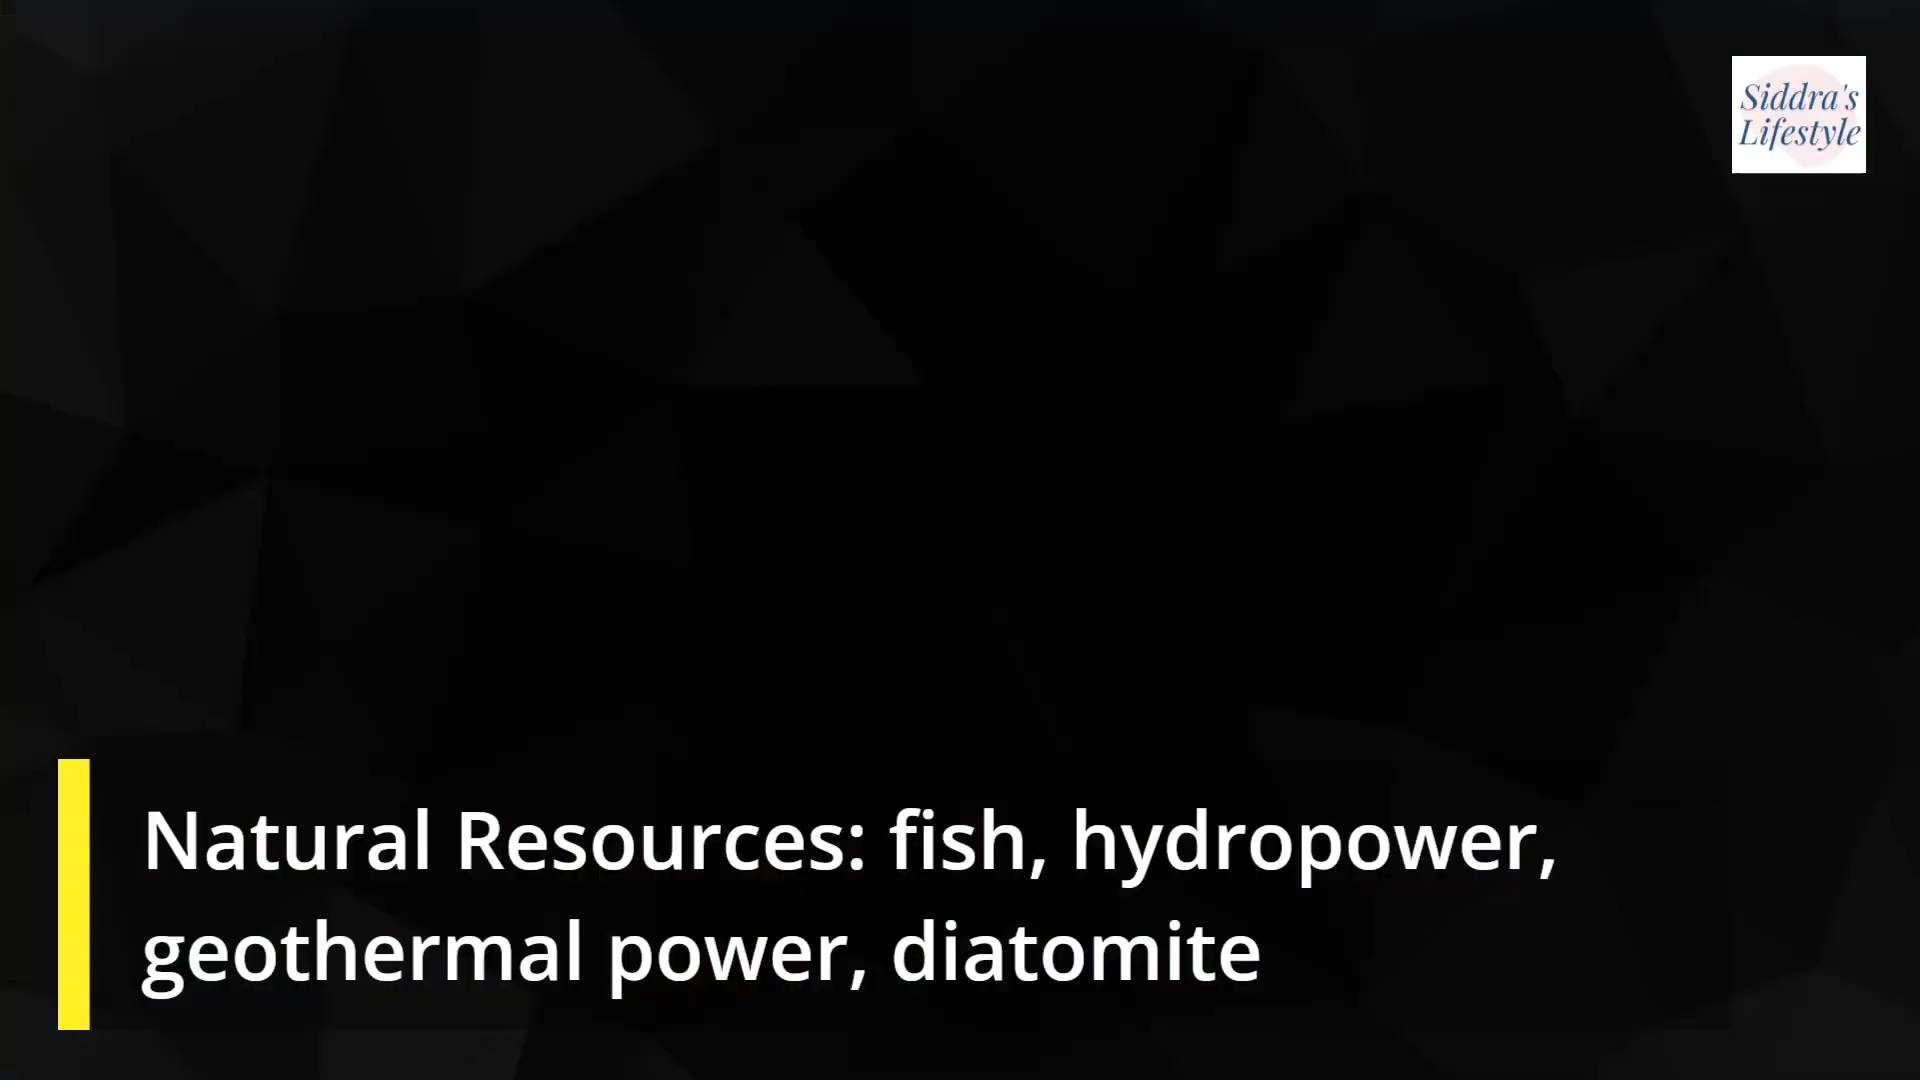 Siddra's
Lifestyle
Natural Resources: fish, hydropower,
geothermal power, diatomite